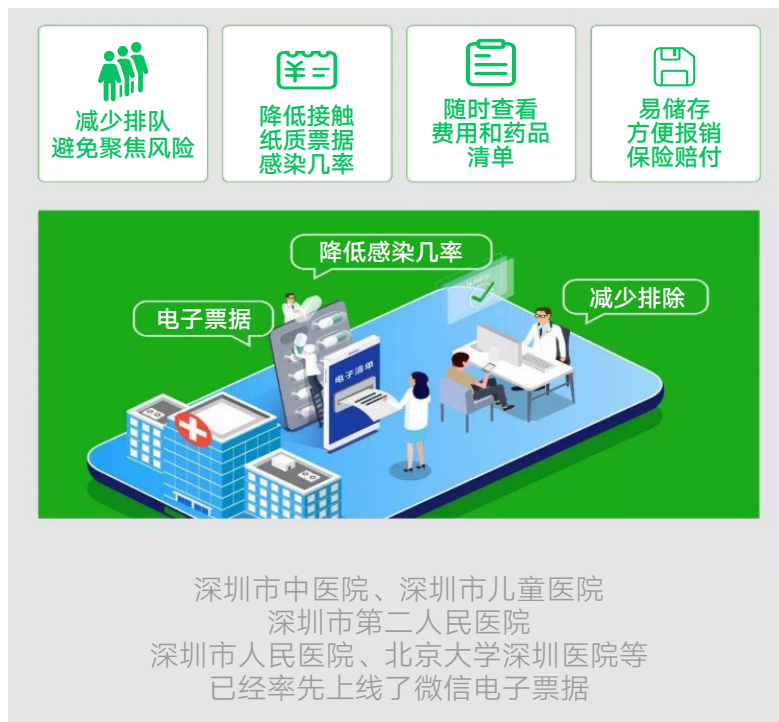 减少排队
避免聚焦风险
降低接触
纸质票据
感染几率
随时查看
费用和药品
清单
易储存
方便报销
保险赔付
降低感染几率
电子票据
减少排除
电子清单
深圳市中医院、深圳市儿童医院
深圳市第二人民医院
深圳市人民医院、北京大学深圳医院等
已经率先上线了微信电子票据